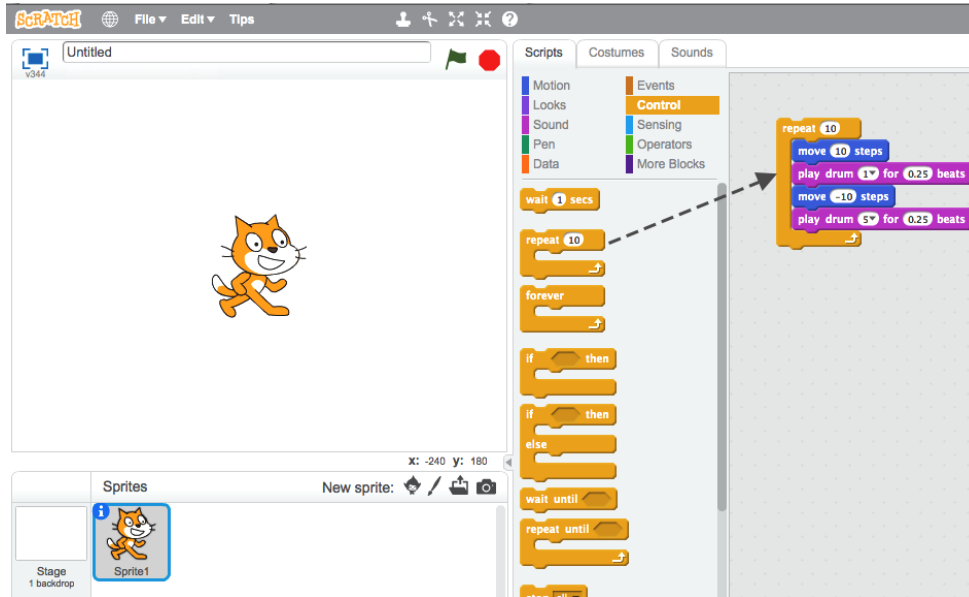 SCRATCH File▼ Edit▼ Tips
Untitled
v344
x: -240 y: 180
Sprites New sprite:
Stage
1 backdrop
Sprite1
Scripts Costumes Sounds
Motion Events
Looks Control
Sound Sensing
Pen Operators
Data More Blocks
wait 1 secs
repeat 10
forever
if then
if then
else
wait until
repeat until
repeat 10
move 10 steps
play drum 1▼ for 0.25 beats
move -10 steps
play drum 5▼ for 0.25 beats